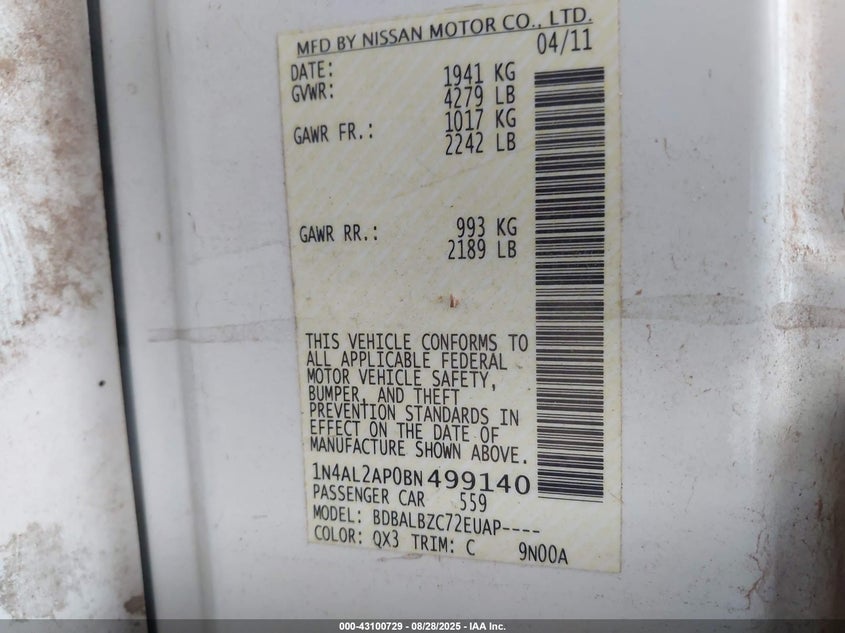 MFD BY NISSAN MOTOR CO., LTD.
DATE: 04/11
GVWR: 1941 KG
4279 LB
GAWR FR.: 1017 KG
2242 LB
GAWR RR.: 993 KG
2189 LB
THIS VEHICLE CONFORMS TO
ALL APPLICABLE FEDERAL
MOTOR VEHICLE SAFETY,
BUMPER, AND THEFT
PREVENTION STANDARDS IN
EFFECT ON THE DATE OF
MANUFACTURE SHOWN ABOVE.
1N4AL2AP0BN499140
PASSENGER CAR 559
MODEL: BDBALBZC72EUAP----
COLOR: QX3 TRIM: C 9N00A
000-43100729 - 08/28/2025 - IAA Inc.